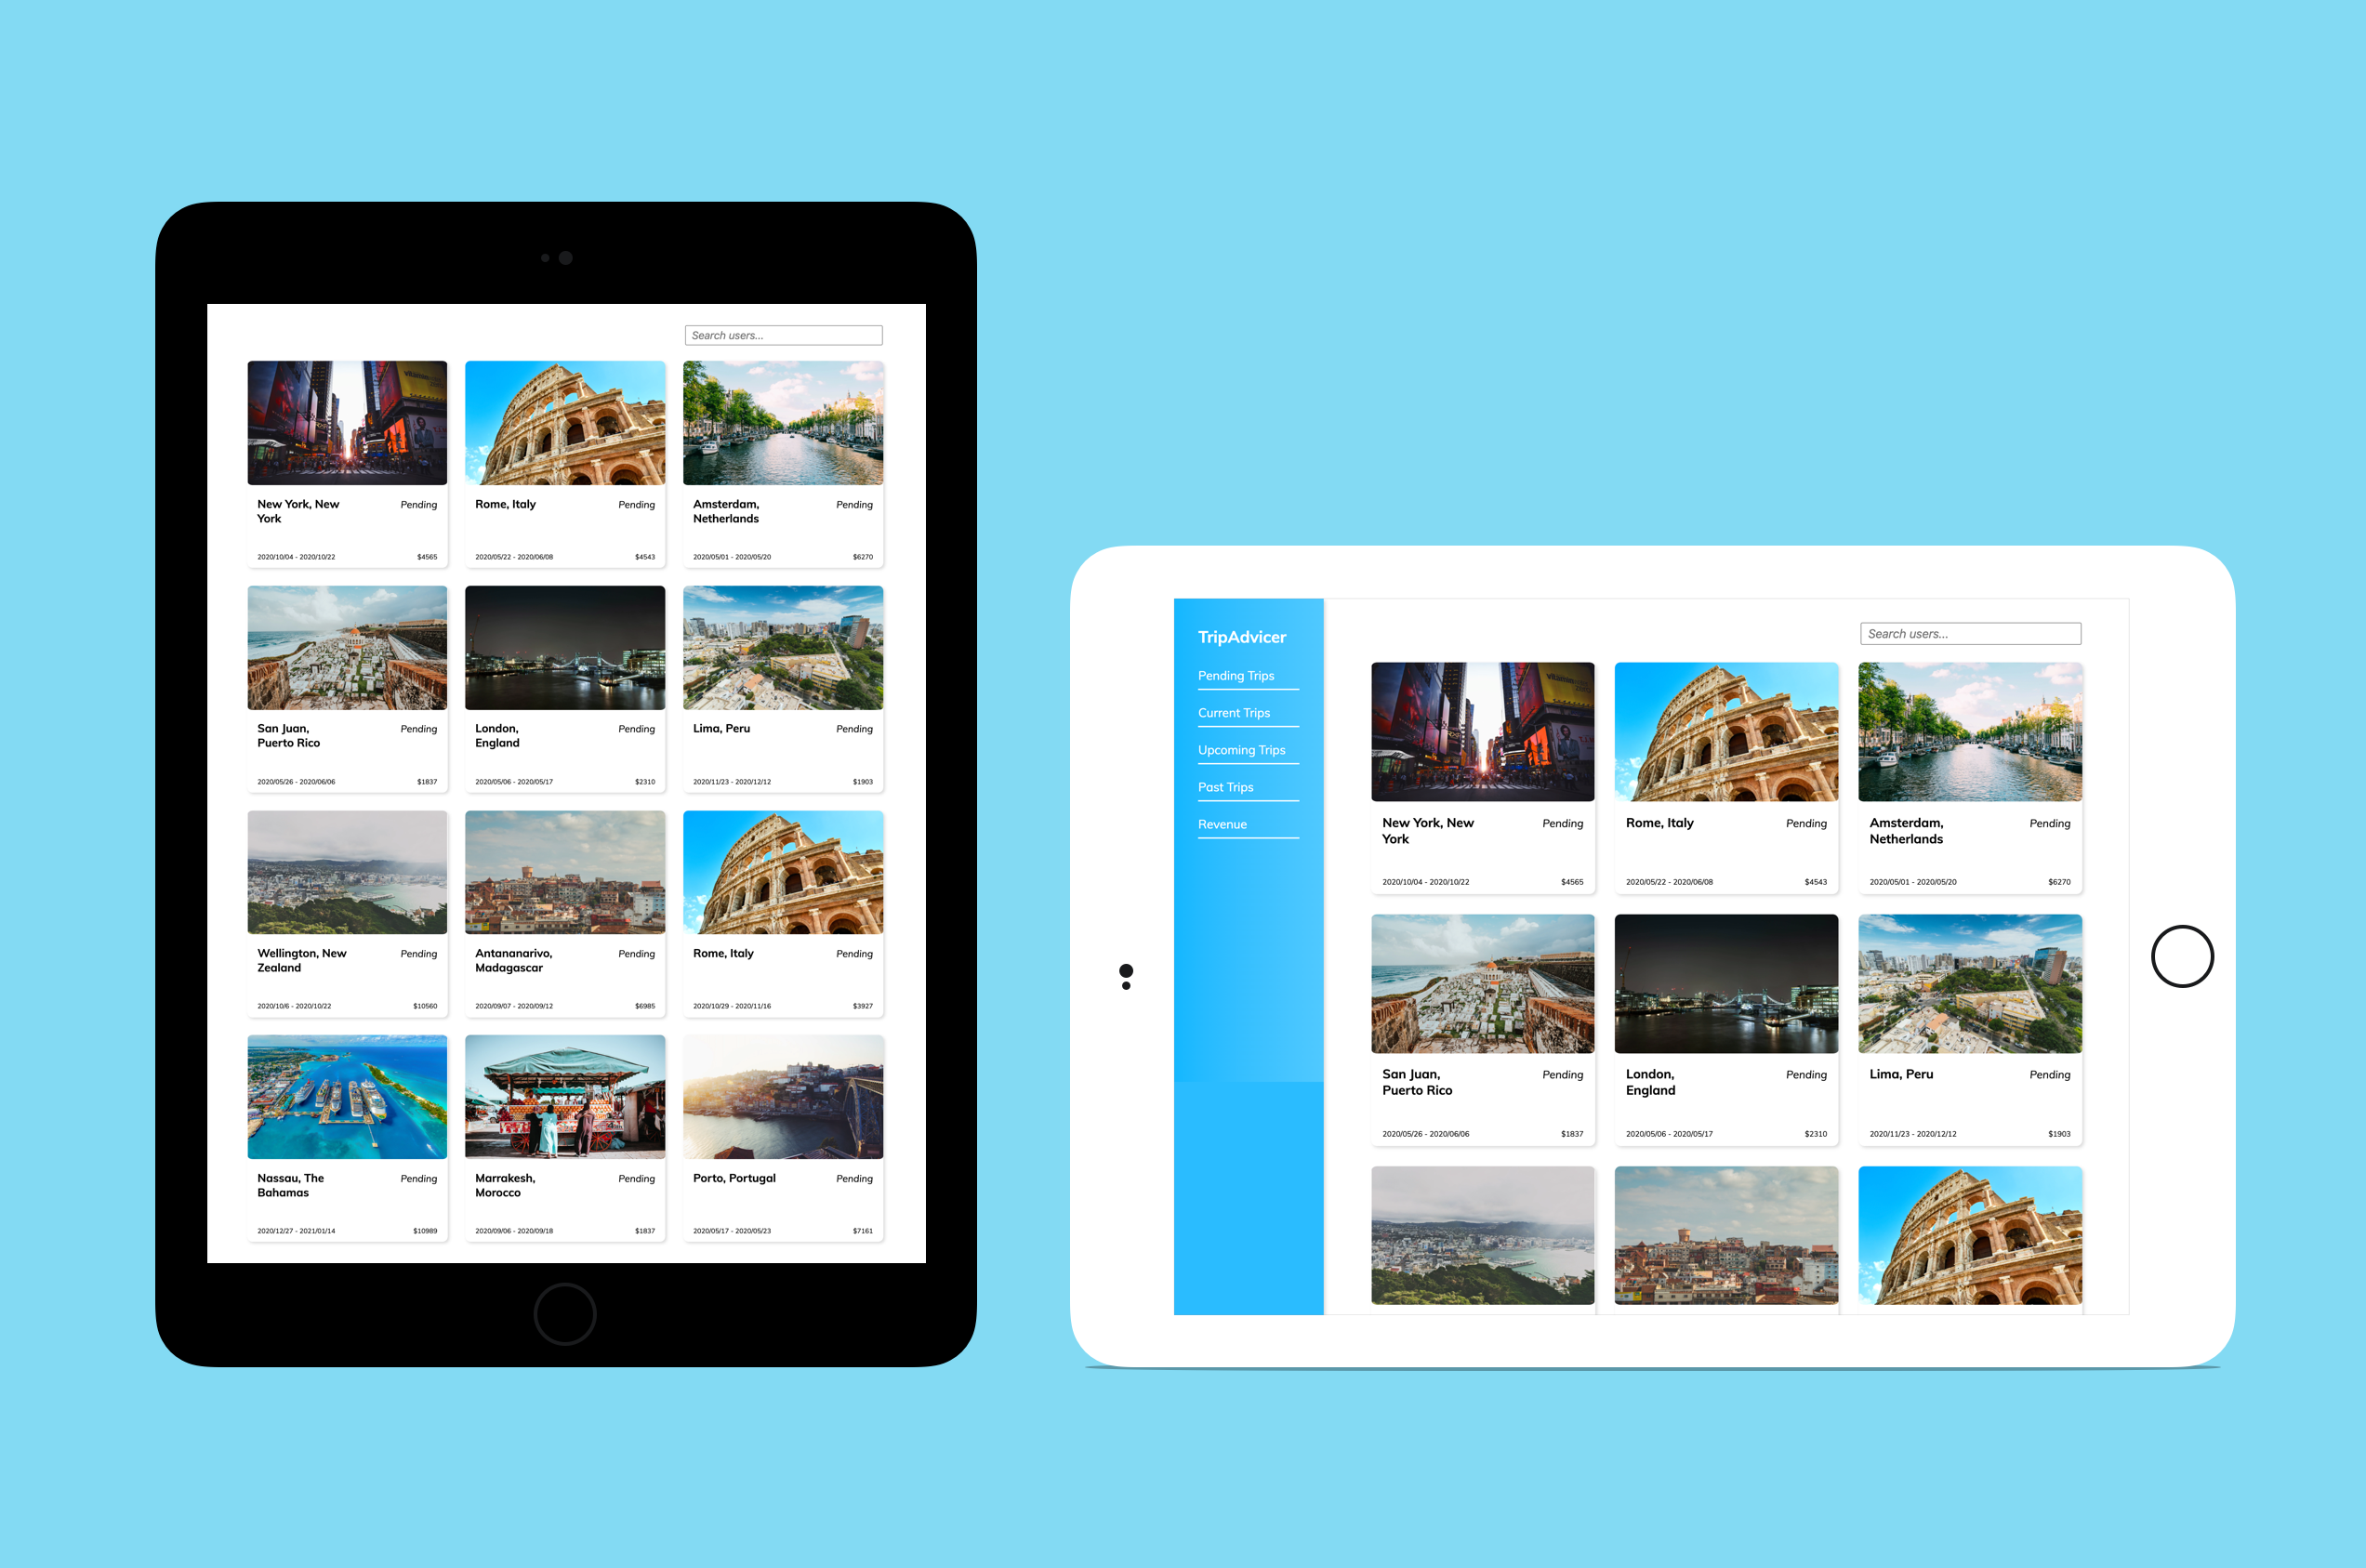 Search users...
New York, New
York
Pending
2020/10/04 - 2020/10/22
$4565
Rome, Italy
Pending
2020/05/22 - 2020/06/08
$4543
Amsterdam,
Netherlands
Pending
2020/05/01 - 2020/05/20
$6270
San Juan,
Puerto Rico
Pending
2020/05/26 - 2020/06/06
$1837
London,
England
Pending
2020/05/06 - 2020/05/17
$2310
Lima, Peru
Pending
2020/11/23 - 2020/12/12
$1903
Wellington, New
Zealand
Pending
2020/10/6 - 2020/10/22
$10560
Antananarivo,
Madagascar
Pending
2020/09/07 - 2020/09/12
$6985
Rome, Italy
Pending
2020/10/29 - 2020/11/16
$3927
Nassau, The
Bahamas
Pending
2020/12/27 - 2021/01/14
$10989
Marrakesh,
Morocco
Pending
2020/09/06 - 2020/09/18
$1837
Porto, Portugal
Pending
2020/05/17 - 2020/05/23
$7161
TripAdvicer
Pending Trips
Current Trips
Upcoming Trips
Past Trips
Revenue
Search users...
New York, New
York
Pending
2020/10/04 - 2020/10/22
$4565
Rome, Italy
Pending
2020/05/22 - 2020/06/08
$4543
Amsterdam,
Netherlands
Pending
2020/05/01 - 2020/05/20
$6270
San Juan,
Puerto Rico
Pending
2020/05/26 - 2020/06/06
$1837
London,
England
Pending
2020/05/06 - 2020/05/17
$2310
Lima, Peru
Pending
2020/11/23 - 2020/12/12
$1903